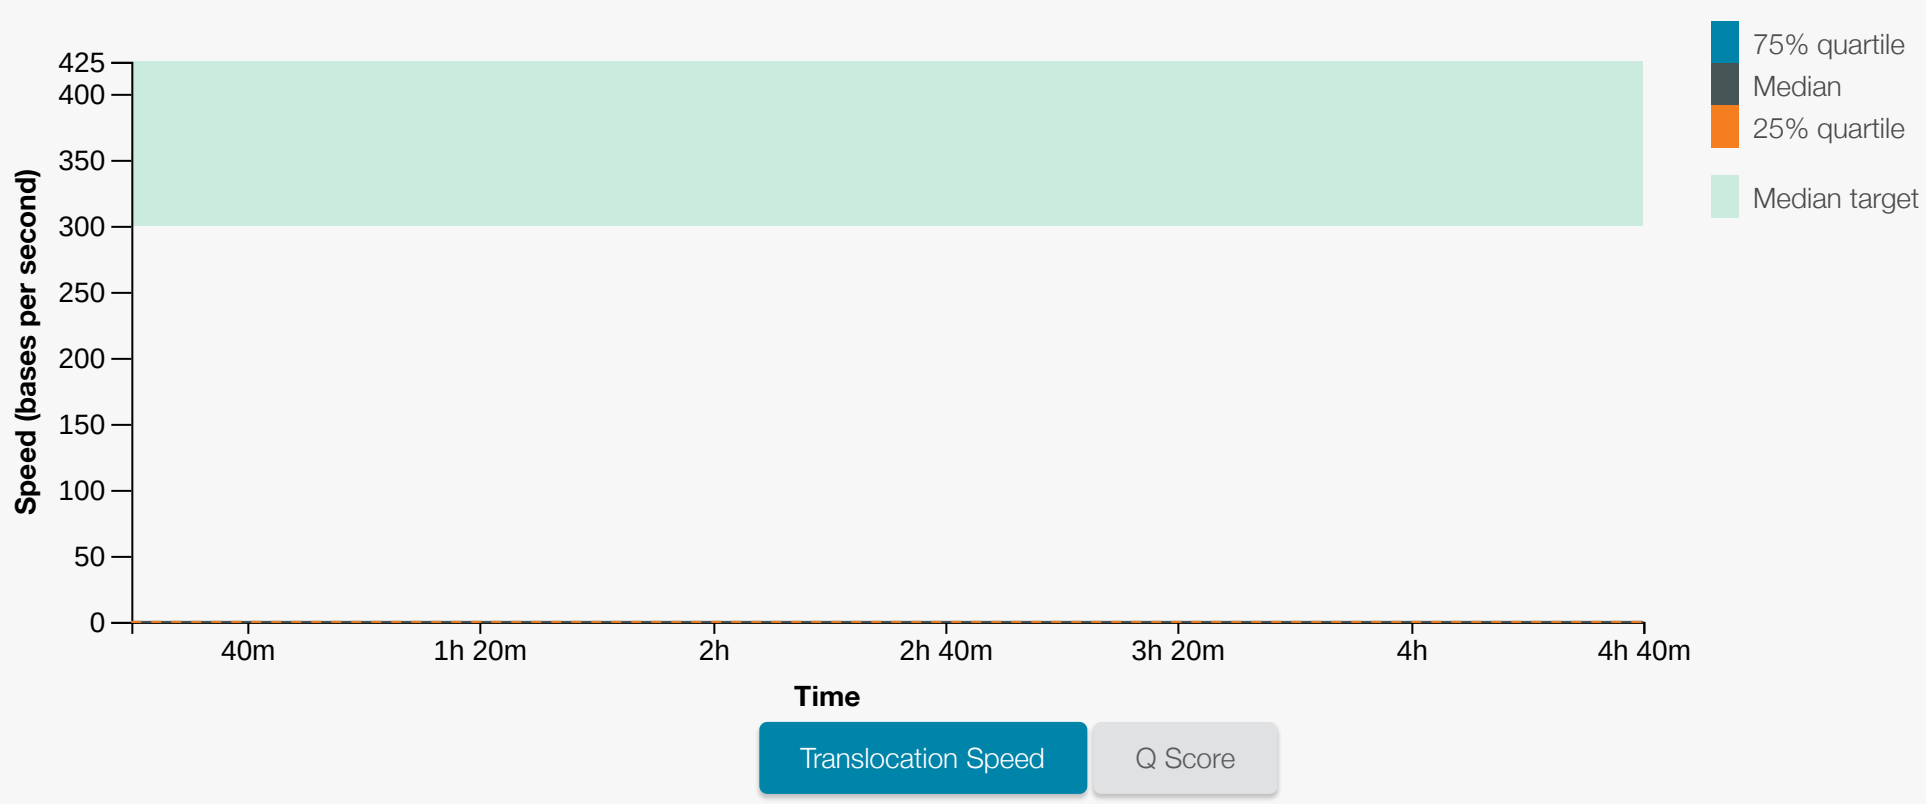 425
400
350
300
250
200
150
100
50
0
Speed (bases per second)
40m
1h 20m
2h
2h 40m
3h 20m
4h
4h 40m
Time
75% quartile
Median
25% quartile
Median target
Translocation Speed
Q Score